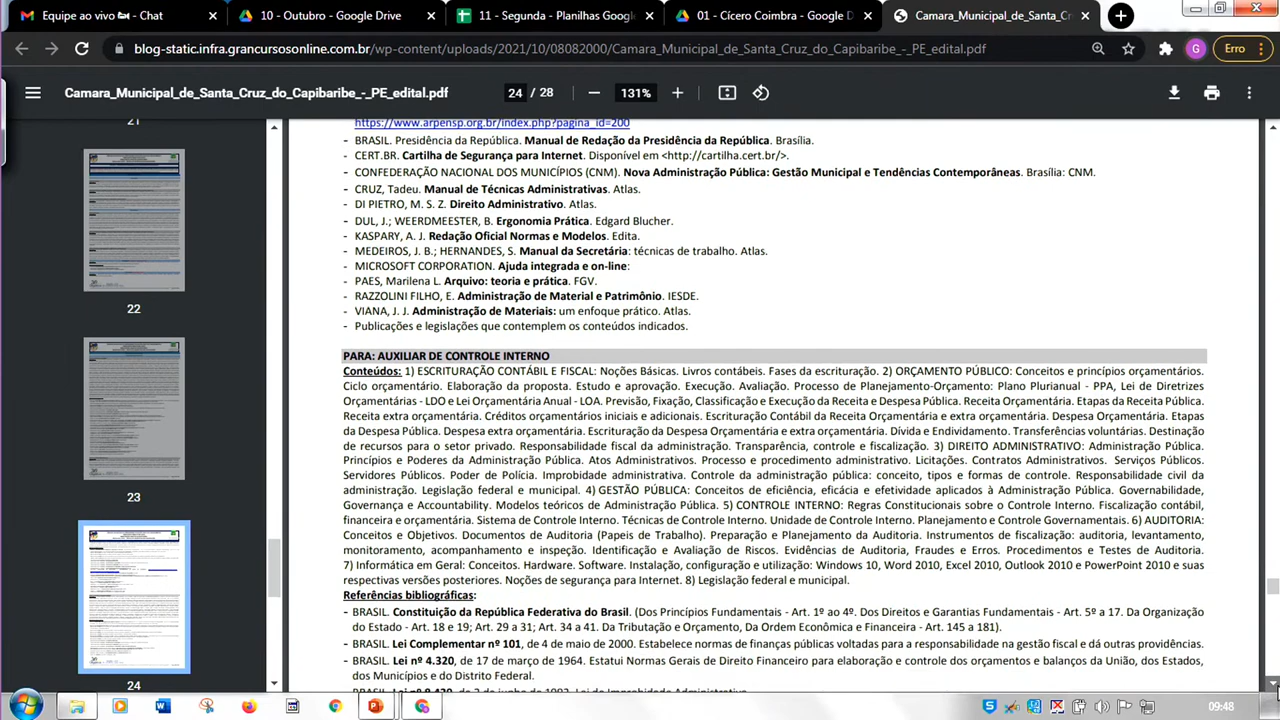 Equipe ao vivo - Chat
10 - Outubro - Google Drive
01 - Cícero Coimbra
blog-static.infra.grancursosonline.com.br/wp-content/uploads
1/10/08082000/Camara_Municipal_de_Santa_Cruz_do_Capibaribe_-_PE_edital.pdf
G
Erro
Camara_Municipal_de_Santa_Cruz_do_Capibaribe_-_PE_edital.pdf
24 / 28
131%
21
22
23
24
https://www.arpensp.org.br/index.php?pagina_id=200
- BRASIL. Presidência da República. Manual de Redação da Presidência da República. Brasília.
- CERT.BR. Cartilha de Segurança para Internet. Disponível em <http://cartilha.cert.br/>.
- CONFEDERAÇÃO NACIONAL DOS MUNICÍPIOS (CNM). Nova Administração Pública: Gestão Municipal e Tendências Contemporâneas. Brasília: CNM.
- CRUZ, Tadeu. Manual de Técnicas Administrativas. Atlas.
- DI PIETRO, M. S. Z. Direito Administrativo. Atlas.
- DUL, J.; WEERDMEESTER, B. Ergonomia Prática. Edgard Blucher.
- KASPARY, A. J. Redação Oficial Normas e Modelos. Edita.
- MEDEIROS, J. B.; HERNANDES, S. Manual da Secretária: técnicas de trabalho. Atlas.
- MICROSOFT CORPORATION. Ajuda integrada e online.
- PAES, Marilena L. Arquivo: teoria e prática. FGV.
- RAZZOLINI FILHO, E. Administração de Material e Patrimônio. IESDE.
- VIANA, J. J. Administração de Materiais: um enfoque prático. Atlas.
- Publicações e legislações que contemplem os conteúdos indicados.
PARA: AUXILIAR DE CONTROLE INTERNO
Conteúdos: 1) ESCRITURAÇÃO CONTÁBIL E FISCAL: Noções Básicas. Livros contábeis. Fases da escrituração. 2) ORÇAMENTO PÚBLICO: Conceitos e princípios orçamentários.
Ciclo orçamentário. Elaboração da proposta. Estudo e aprovação. Execução. Avaliação. Processo de Planejamento-Orçamento: Plano Plurianual - PPA, Lei de Diretrizes
Orçamentárias - LDO e Lei Orçamentária Anual - LOA. Previsão, Fixação, Classificação e Execução da Receita e Despesa Pública. Receita Orçamentária. Etapas da Receita Pública.
Receita extra orçamentária. Créditos orçamentários iniciais e adicionais. Escrituração Contábil da Receita Orçamentária e extra orçamentária. Despesa Orçamentária. Etapas
da Despesa Pública. Despesa extra orçamentária. Escrituração da Despesa Orçamentária e extra orçamentária. Dívida e Endividamento. Transferências voluntárias. Destinação
de recursos públicos. Responsabilidade fiscal da administração. Transparência, controle e fiscalização. 3) DIREITO ADMNISTRATIVO: Administração Pública.
Princípios e Poderes da Administração Pública. Atos Administrativos. Processo e procedimento administrativo. Licitações. Contratos Administrativos. Serviços Públicos.
Servidores Públicos. Poder de Polícia. Improbidade administrativa. Controle da administração pública: conceito, tipos e formas de controle. Responsabilidade civil da
administração. Legislação federal e municipal. 4) GESTÃO PÚBLICA: Conceitos de eficiência, eficácia e efetividade aplicados à Administração Pública. Governabilidade,
Governança e Accountability. Modelos teóricos de Administração Pública. 5) CONTROLE INTERNO: Regras Constitucionais sobre o Controle Interno. Fiscalização contábil,
financeira e orçamentária. Sistema de Controle Interno. Técnicas de Controle Interno. Unidade de Controle Interno. Planejamento e Controle Governamentais. 6) AUDITORIA:
Conceitos e Objetivos. Documentação de Auditoria (Papéis de Trabalho). Preparação e Planejamento da Auditoria. Instrumentos de fiscalização: auditoria, levantamento,
monitoramento, acompanhamento e inspeção. Identificação e Avaliação de Riscos. Evidências de Auditoria, Fraudes e Erros. Procedimentos e Testes de Auditoria.
7) configuração e utilização do Windows 10, Word 2010, Excel 2010, Outlook 2010 e PowerPoint 2010 e suas
respectivas versões posteriores. Noções de segurança para Internet. 8) Legislação federal e municipal.
Referências bibliográficas:
- BRASIL. Constituição da República Federativa do Brasil. (Dos Princípios Fundamentais - Art. 1º ao 4º. Dos Direitos e Garantias Fundamentais - Art. 5º a 17. Da Organização
do Estado - Art. 18 e 19; Art. 29 a 31; Art. 34 a 41. Da Tributação e Orçamento, Da Ordem Econômica e Financeira - Art. 145 a 181).
- BRASIL. Lei Complementar nº 101, de 4 de maio de 2000. Estabelece normas de finanças públicas voltadas para a responsabilidade na gestão fiscal e dá outras providências.
- BRASIL. Lei nº 4.320, de 17 de março de 1964. Estatui Normas Gerais de Direito Financeiro para elaboração e controle dos orçamentos e balanços da União, dos Estados,
dos Municípios e do Distrito Federal.
09:48